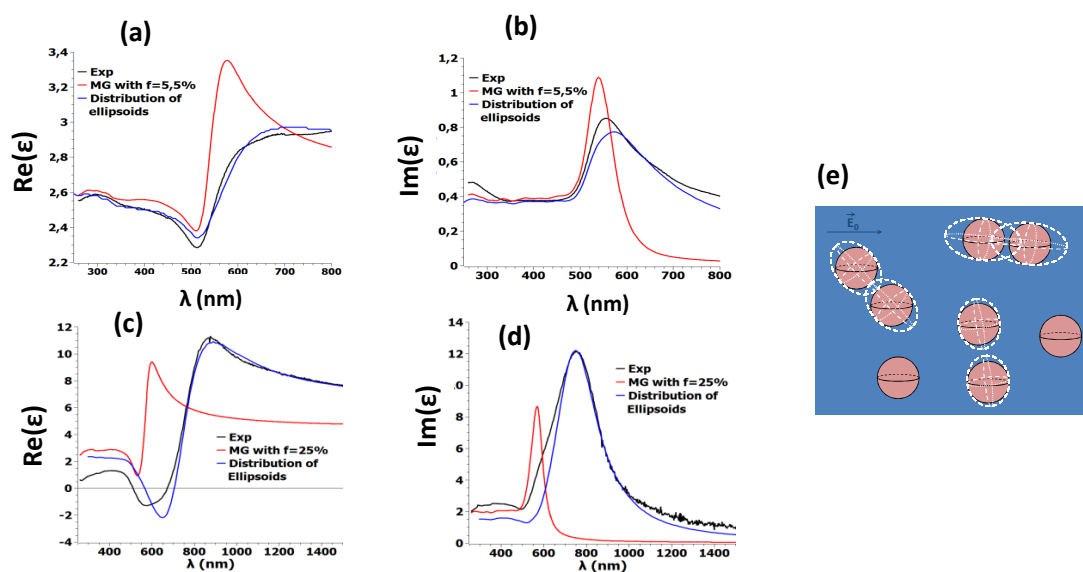 (a)
3,4
3,2
3
2,8
2,6
2,4
2,2
Re(ε)
Exp
MG with f=5,5%
Distribution of
ellipsoids
300 400 500 600 700 800
λ (nm)
(b)
1,2
1
0,8
0,6
0,4
0,2
0
Im(ε)
Exp
MG with f=5,5%
Distribution of
ellipsoids
300 400 500 600 700 800
λ (nm)
(c)
12
10
8
6
4
2
0
-2
-4
Re(ε)
Exp
MG with f=25%
Distribution of
Ellipsoids
400 600 800 1000 1200 1400
λ (nm)
(d)
14
12
10
8
6
4
2
0
Im(ε)
Exp
MG with f=25%
Distribution of
Ellipsoids
400 600 800 1000 1200 1400
λ (nm)
(e)
E₀